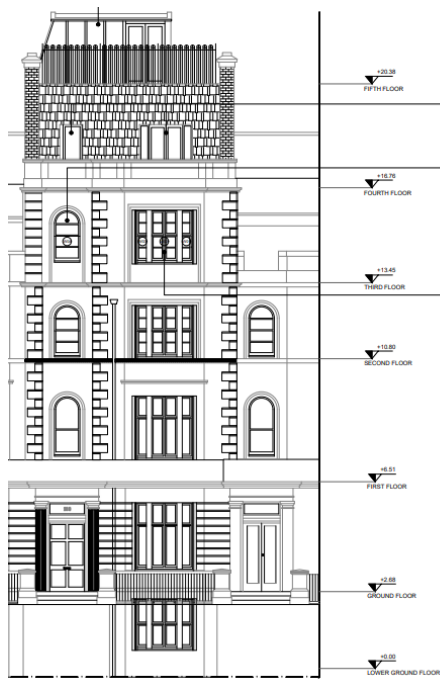 +20.38
FIFTH FLOOR
+16.76
FOURTH FLOOR
+13.45
THIRD FLOOR
+10.80
SECOND FLOOR
+6.51
FIRST FLOOR
+2.68
GROUND FLOOR
+0.00
LOWER GROUND FLOOR